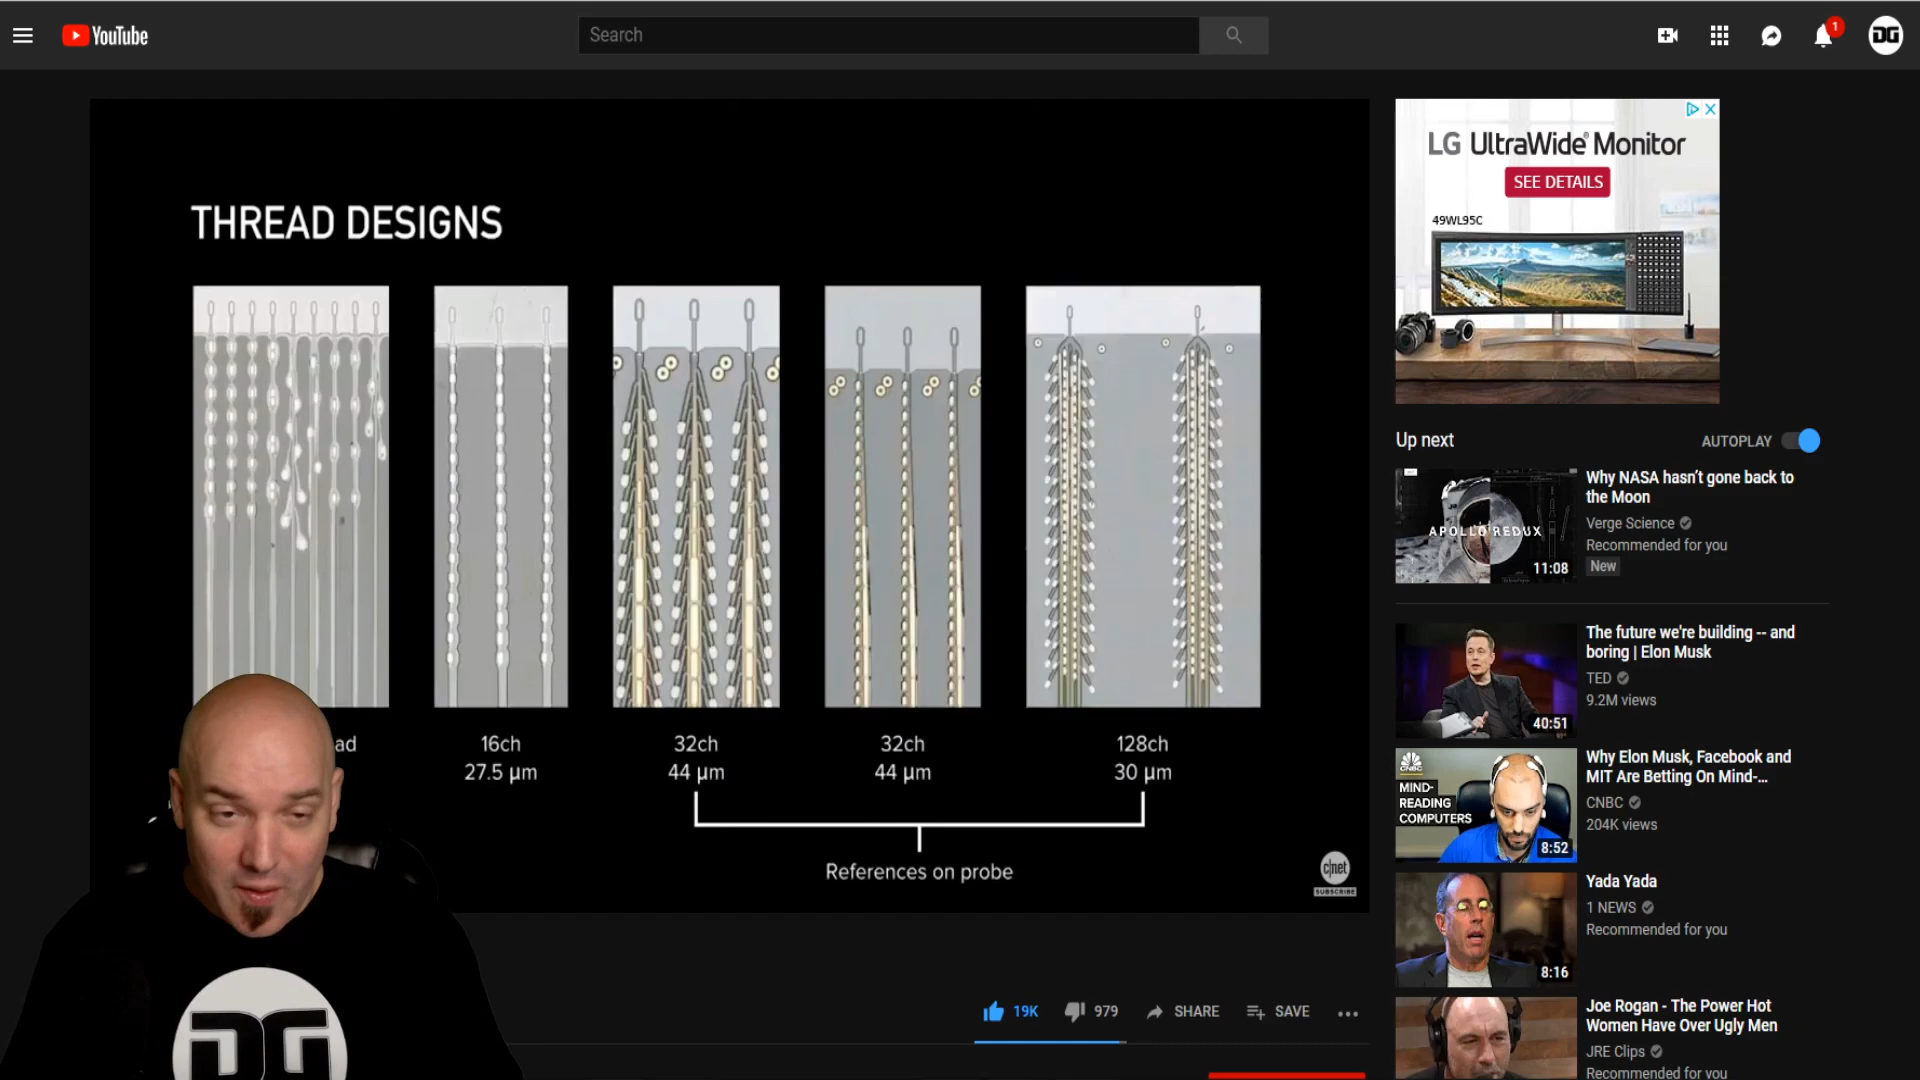 YouTube
Search
1
DG
THREAD DESIGNS
ad
16ch
27.5 µm
32ch
44 µm
32ch
44 µm
128ch
30 µm
References on probe
c|net
SUBSCRIBE
DG
19K
979
SHARE
SAVE
LG UltraWide® Monitor
SEE DETAILS
49WL95C
Up next
AUTOPLAY
APOLLO REDUX
11:08
Why NASA hasn't gone back to
the Moon
Verge Science
Recommended for you
New
40:51
The future we're building -- and
boring | Elon Musk
TED
9.2M views
CNBC
MIND-
READING
COMPUTERS
8:52
Why Elon Musk, Facebook and
MIT Are Betting On Mind-...
CNBC
204K views
8:16
Yada Yada
1 NEWS
Recommended for you
Joe Rogan - The Power Hot
Women Have Over Ugly Men
JRE Clips
Recommended for you